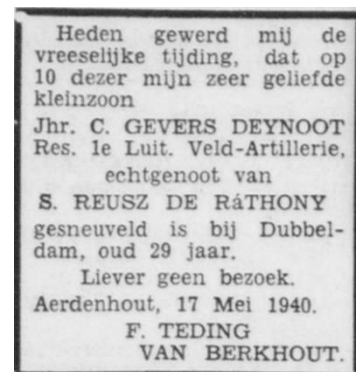 Heden gewerd mij de
vreeselijke tijding, dat op
10 dezer mijn zeer geliefde
kleinzoon
Jhr. C. GEVERS DEYNOOT
Res. 1e Luit. Veld-Artillerie,
echtgenoot van
S. REUSZ DE RáTHONY
gesneuveld is bij Dubbel-
dam, oud 29 jaar.
Liever geen bezoek.
Aerdenhout, 17 Mei 1940.
F. TEDING
VAN BERKHOUT.